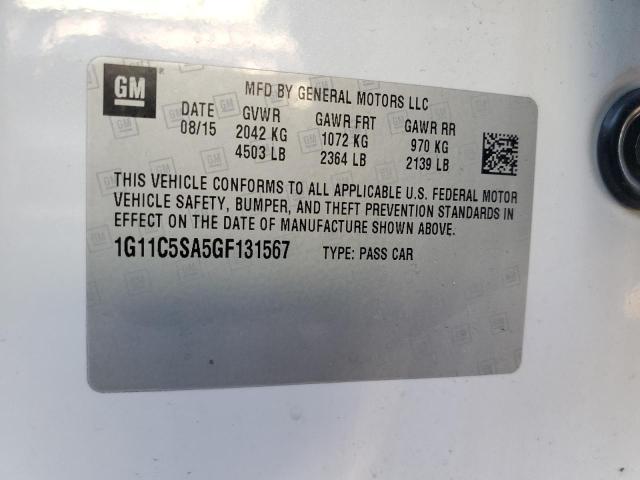 GM
MFD BY GENERAL MOTORS LLC
DATE GVWR GAWR FRT GAWR RR
08/15 2042 KG 1072 KG 970 KG
4503 LB 2364 LB 2139 LB
THIS VEHICLE CONFORMS TO ALL APPLICABLE U.S. FEDERAL MOTOR
VEHICLE SAFETY, BUMPER, AND THEFT PREVENTION STANDARDS IN
EFFECT ON THE DATE OF MANUFACTURE SHOWN ABOVE.
1G11C5SA5GF131567 TYPE: PASS CAR